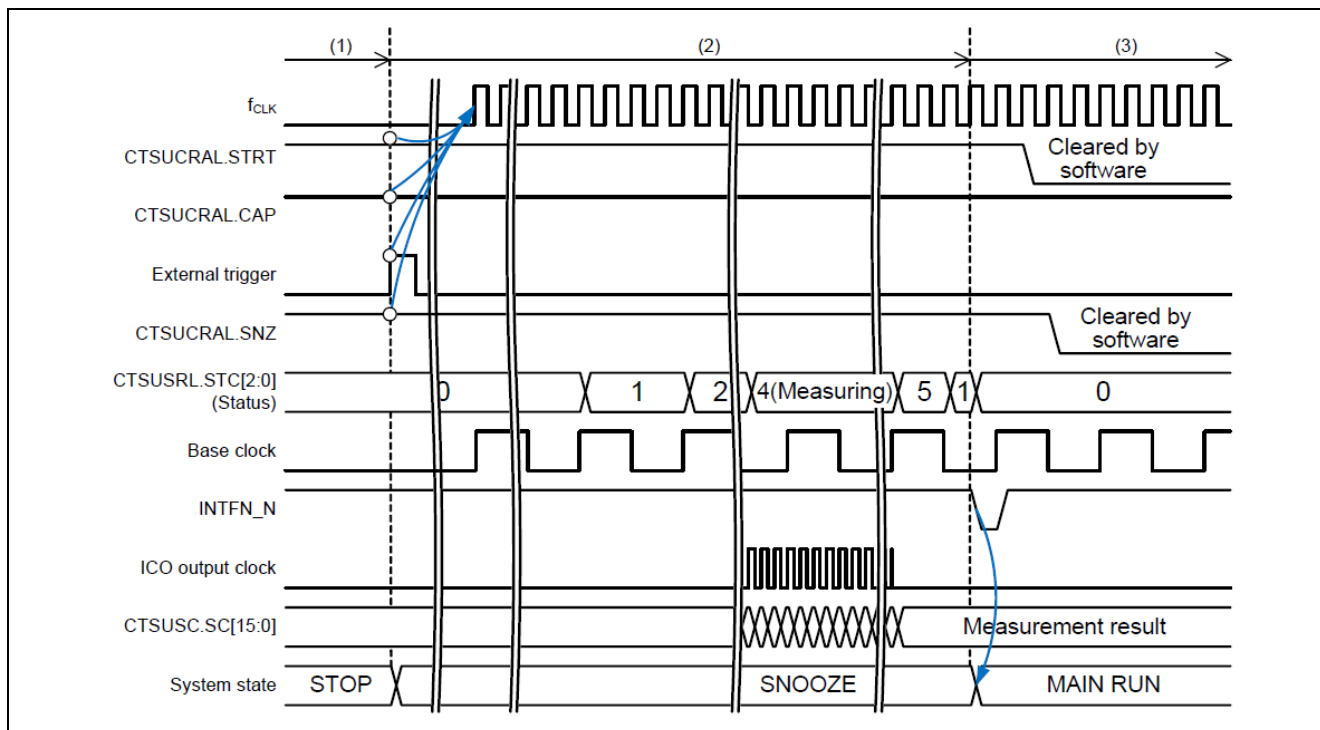 (1) (2) (3)
fCLK
CTSUCRAL.STRT
Cleared by
software
CTSUCRAL.CAP
External trigger
CTSUCRAL.SNZ
Cleared by
software
CTSUSRL.STC[2:0]
(Status)
0 1 2 4(Measuring) 5 1 0
Base clock
INTFN_N
ICO output clock
CTSUSC.SC[15:0] Measurement result
System state STOP SNOOZE MAIN RUN